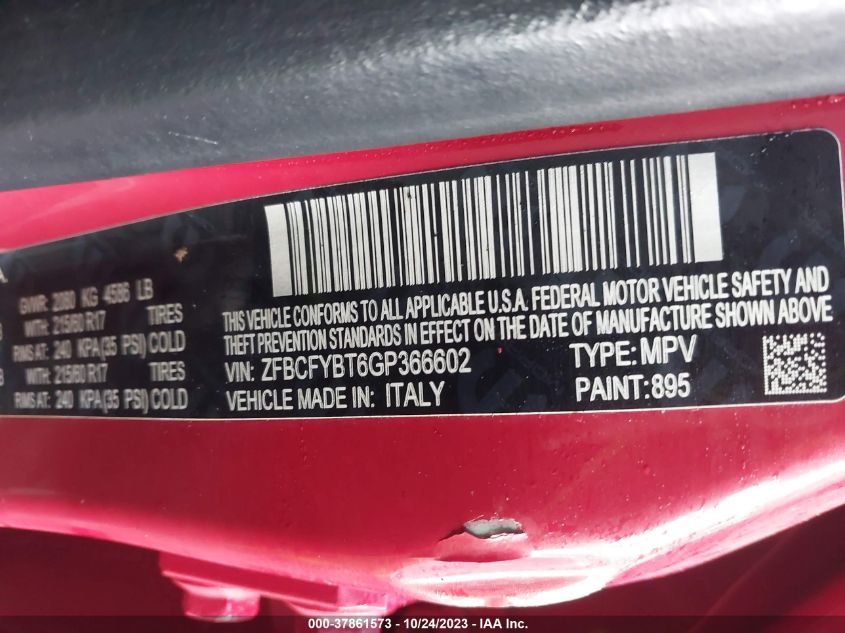 GVWR: 2080 KG 4586 LB
WITH: 215/60 R17 TIRES
RIMS AT: 240 KPA(35 PSI) COLD
WITH: 215/60 R17 TIRES
RIMS AT: 240 KPA(35 PSI) COLD
THIS VEHICLE CONFORMS TO ALL APPLICABLE U.S.A. FEDERAL MOTOR VEHICLE SAFETY AND
THEFT PREVENTION STANDARDS IN EFFECT ON THE DATE OF MANUFACTURE SHOWN ABOVE
VIN: ZFBCFYBT6GP366602 TYPE: MPV
VEHICLE MADE IN: ITALY PAINT:895
000-37861573 - 10/24/2023 - IAA Inc.